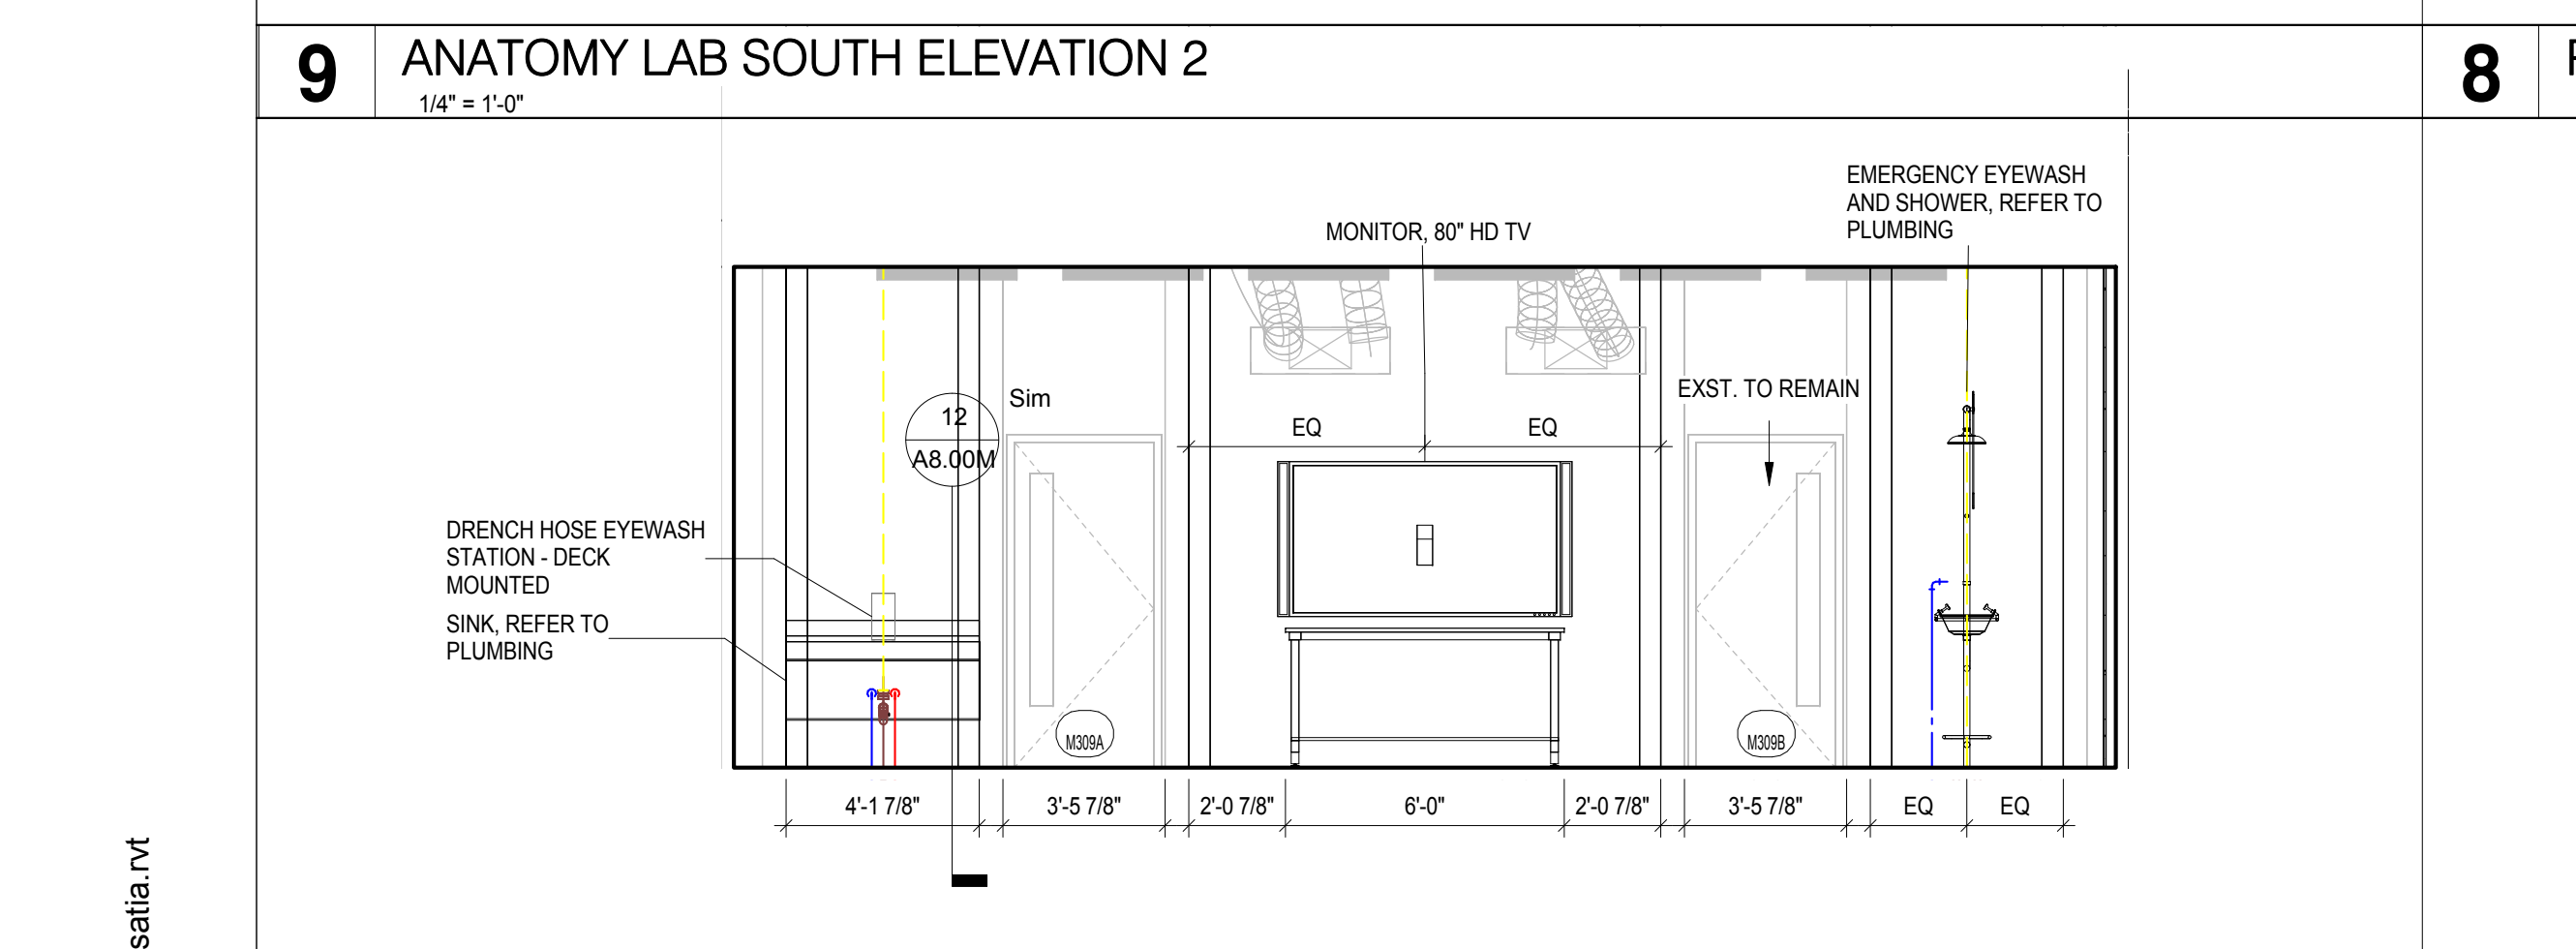 9
ANATOMY LAB SOUTH ELEVATION 2
1/4" = 1'-0"
8
EMERGENCY EYEWASH
AND SHOWER, REFER TO
PLUMBING
MONITOR, 80" HD TV
12
A8.00M
Sim
EQ
EQ
EXST. TO REMAIN
DRENCH HOSE EYEWASH
STATION - DECK
MOUNTED
SINK, REFER TO
PLUMBING
M309A
M309B
4'-1 7/8"
3'-5 7/8"
2'-0 7/8"
6'-0"
2'-0 7/8"
3'-5 7/8"
EQ
EQ
satia.rvt